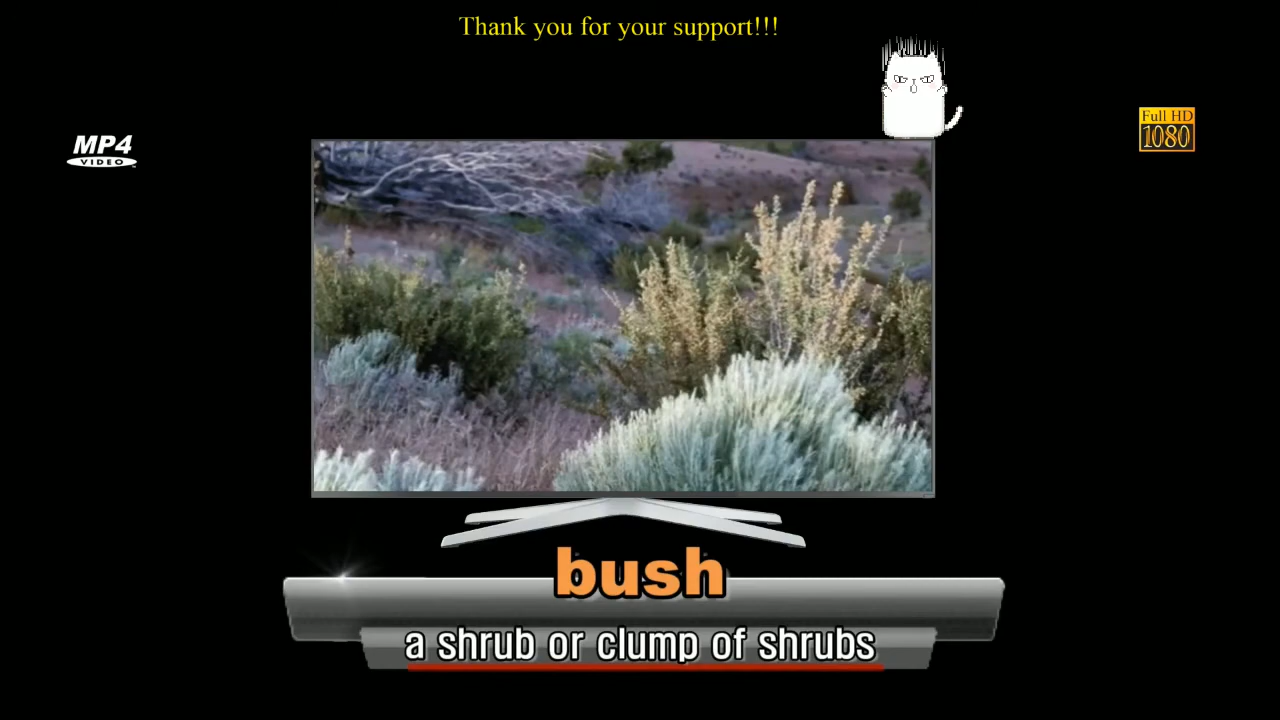 Thank you for your support!!!
MP4
VIDEO
Full HD
1080
bush
a shrub or clump of shrubs